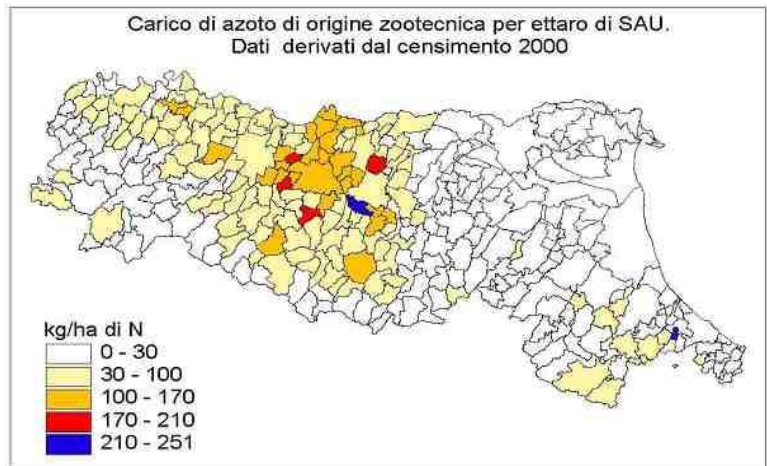 Carico di azoto di origine zootecnica per ettaro di SAU.
Dati derivati dal censimento 2000
kg/ha di N
0 - 30
30 - 100
100 - 170
170 - 210
210 - 251